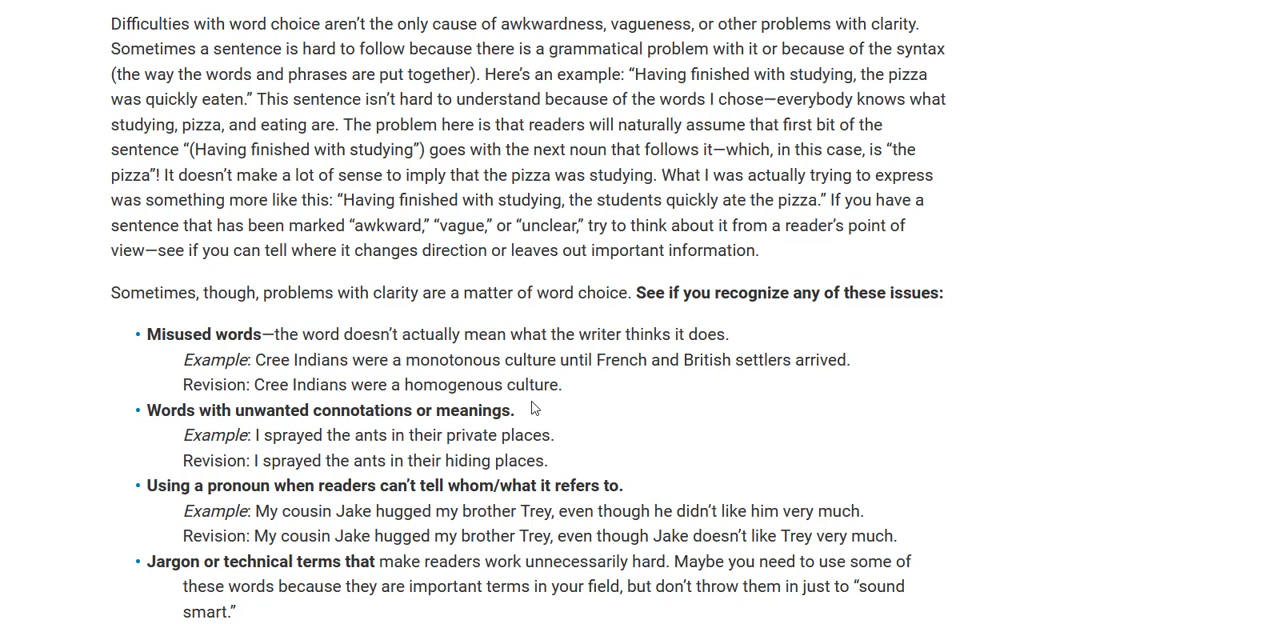 Difficulties with word choice aren’t the only cause of awkwardness, vagueness, or other problems with clarity.
Sometimes a sentence is hard to follow because there is a grammatical problem with it or because of the syntax
(the way the words and phrases are put together). Here’s an example: “Having finished with studying, the pizza
was quickly eaten.” This sentence isn’t hard to understand because of the words I chose—everybody knows what
studying, pizza, and eating are. The problem here is that readers will naturally assume that first bit of the
sentence “(Having finished with studying”) goes with the next noun that follows it—which, in this case, is “the
pizza”! It doesn’t make a lot of sense to imply that the pizza was studying. What I was actually trying to express
was something more like this: “Having finished with studying, the students quickly ate the pizza.” If you have a
sentence that has been marked “awkward,” “vague,” or “unclear,” try to think about it from a reader’s point of
view—see if you can tell where it changes direction or leaves out important information.
Sometimes, though, problems with clarity are a matter of word choice. See if you recognize any of these issues:
• Misused words—the word doesn’t actually mean what the writer thinks it does.
Example: Cree Indians were a monotonous culture until French and British settlers arrived.
Revision: Cree Indians were a homogenous culture.
• Words with unwanted connotations or meanings.
Example: I sprayed the ants in their private places.
Revision: I sprayed the ants in their hiding places.
• Using a pronoun when readers can’t tell whom/what it refers to.
Example: My cousin Jake hugged my brother Trey, even though he didn’t like him very much.
Revision: My cousin Jake hugged my brother Trey, even though Jake doesn’t like Trey very much.
• Jargon or technical terms that make readers work unnecessarily hard. Maybe you need to use some of
these words because they are important terms in your field, but don’t throw them in just to “sound
smart.”